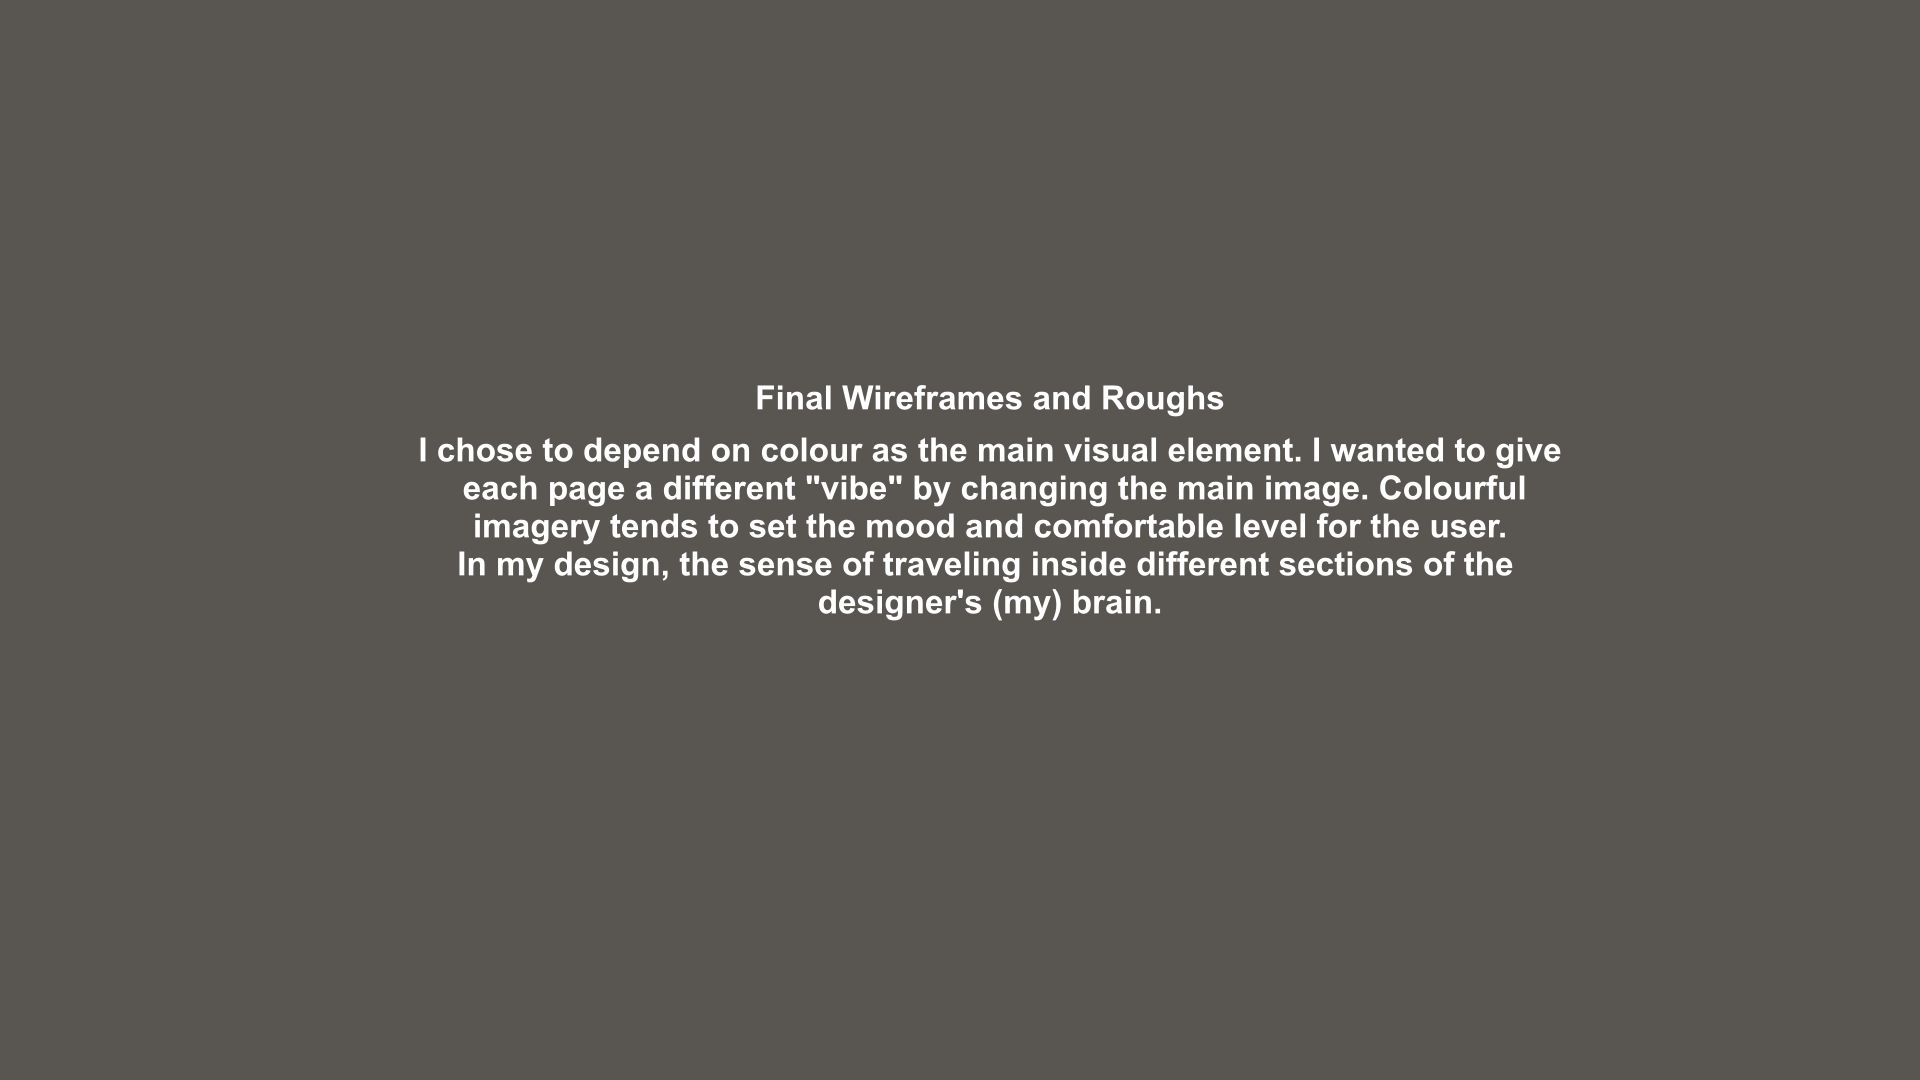 Final Wireframes and Roughs
I chose to depend on colour as the main visual element. I wanted to give
each page a different "vibe" by changing the main image. Colourful
imagery tends to set the mood and comfortable level for the user.
In my design, the sense of traveling inside different sections of the
designer's (my) brain.